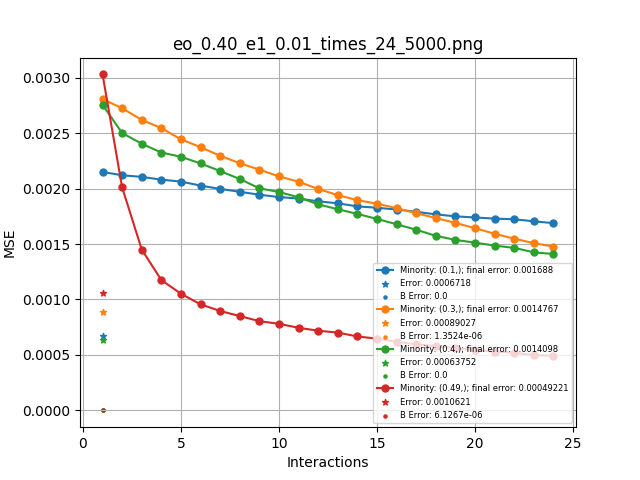 eo_0.40_e1_0.01_times_24_5000.png
MSE
0.0030
0.0025
0.0020
0.0015
0.0010
0.0005
0.0000
Minority: (0.1,); final error: 0.001688
Error: 0.0006718
B Error: 0.0
Minority: (0.3,); final error: 0.0014767
Error: 0.00089027
B Error: 1.3524e-06
Minority: (0.4,); final error: 0.0014098
Error: 0.00063752
B Error: 0.0
Minority: (0.49,); final error: 0.00049221
Error: 0.0010621
B Error: 6.1267e-06
0 5 10 15 20 25
Interactions